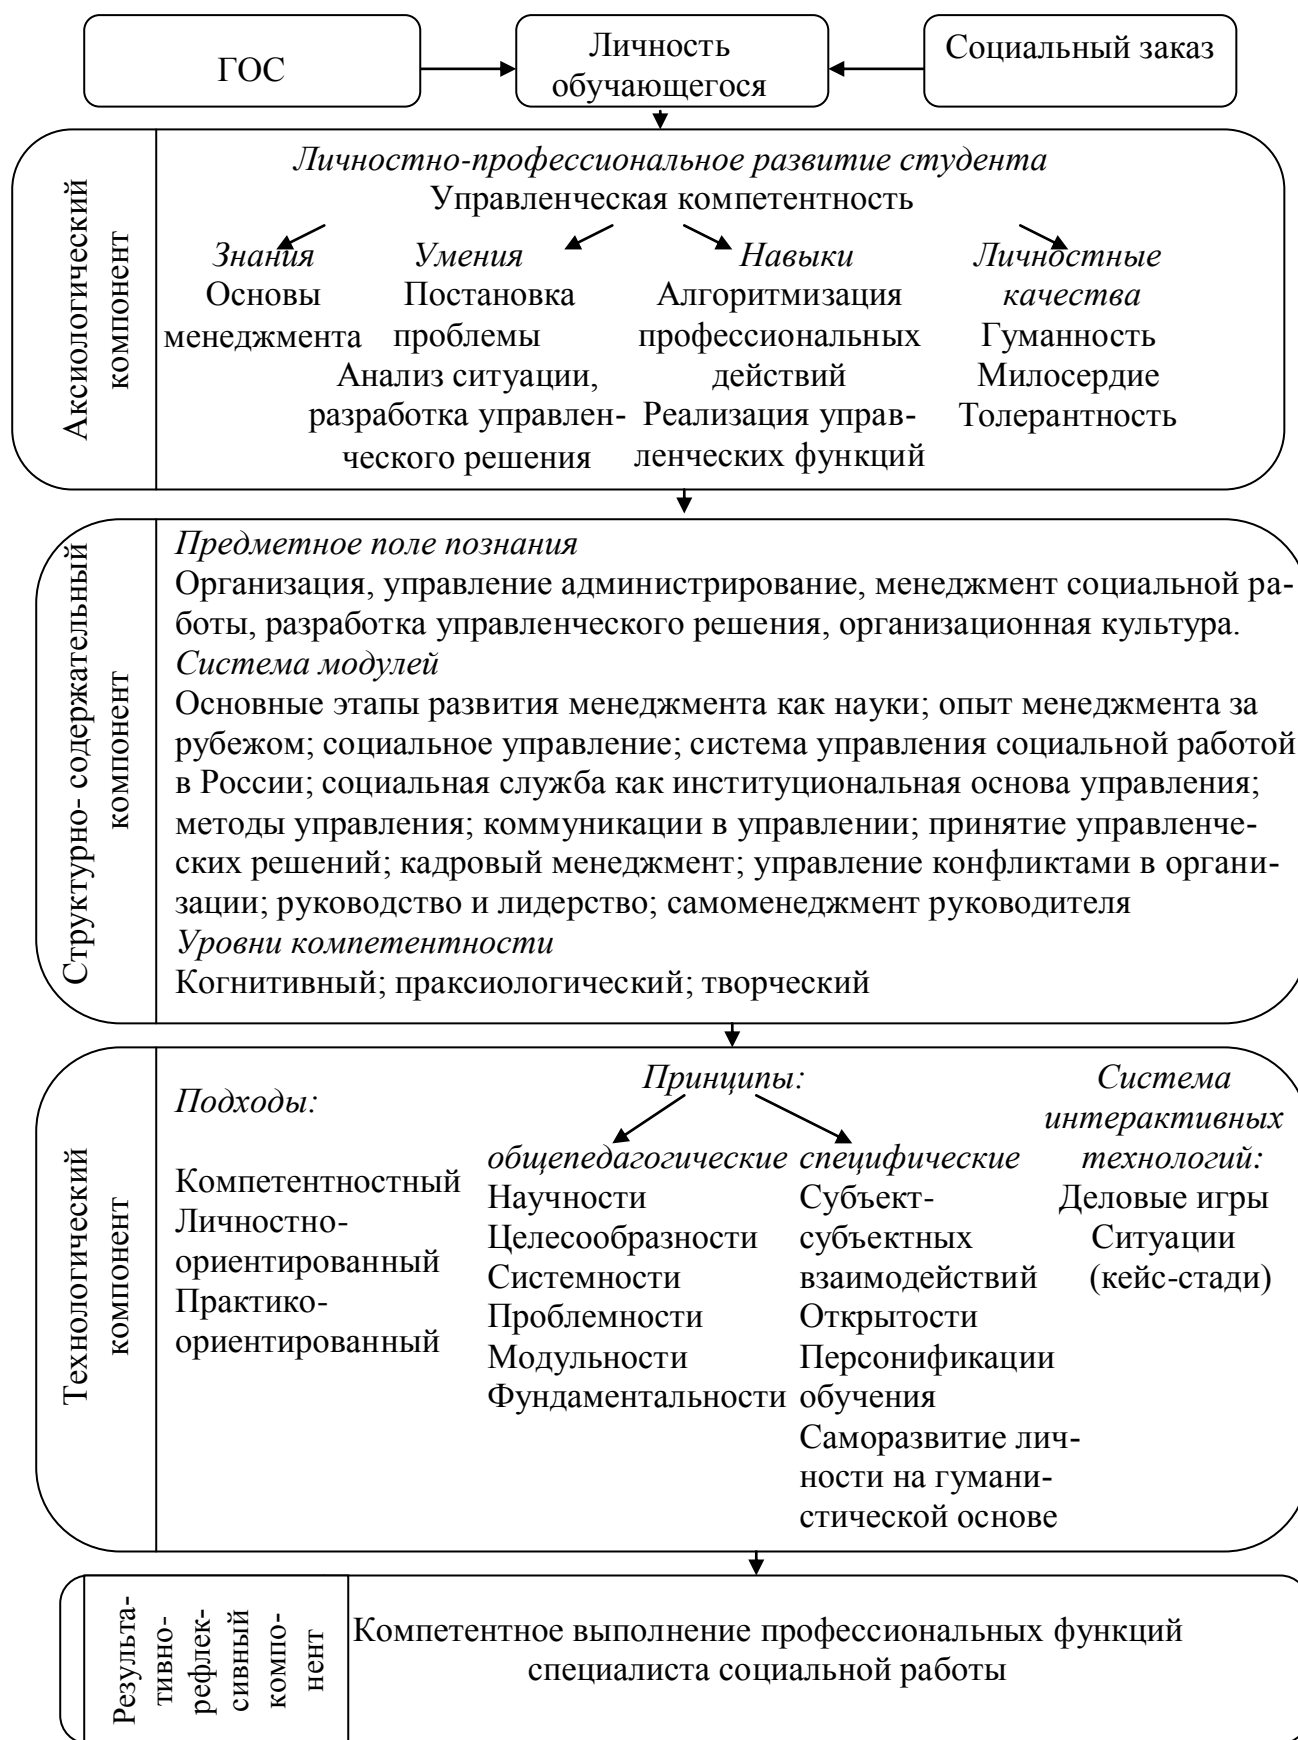 ГОС
Личность
обучающегося
Социальный заказ
Аксиологический
компонент
Личностно-профессиональное развитие студента
Управленческая компетентность
Знания
Основы
менеджмента
Умения
Постановка
проблемы
Анализ ситуации,
разработка управлен-
ческого решения
Навыки
Алгоритмизация
профессиональных
действий
Реализация управ-
ленческих функций
Личностные
качества
Гуманность
Милосердие
Толерантность
Структурно- содержательный
компонент
Предметное поле познания
Организация, управление администрирование, менеджмент социальной ра-
боты, разработка управленческого решения, организационная культура.
Система модулей
Основные этапы развития менеджмента как науки; опыт менеджмента за
рубежом; социальное управление; система управления социальной работой
в России; социальная служба как институциональная основа управления;
методы управления; коммуникации в управлении; принятие управленче-
ских решений; кадровый менеджмент; управление конфликтами в органи-
зации; руководство и лидерство; самоменеджмент руководителя
Уровни компетентности
Когнитивный; праксиологический; творческий
Технологический
компонент
Подходы:
Компетентностный
Личностно-
ориентированный
Практико-
ориентированный
Принципы:
общепедагогические
Научности
Целесообразности
Системности
Проблемности
Модульности
Фундаментальности
специфические
Субъект-
субъектных
взаимодействий
Открытости
Персонификации
обучения
Саморазвитие лич-
ности на гумани-
стической основе
Система
интерактивных
технологий:
Деловые игры
Ситуации
(кейс-стади)
Результа-
тивно-
рефлек-
сивный
компо-
нент
Компетентное выполнение профессиональных функций
специалиста социальной работы